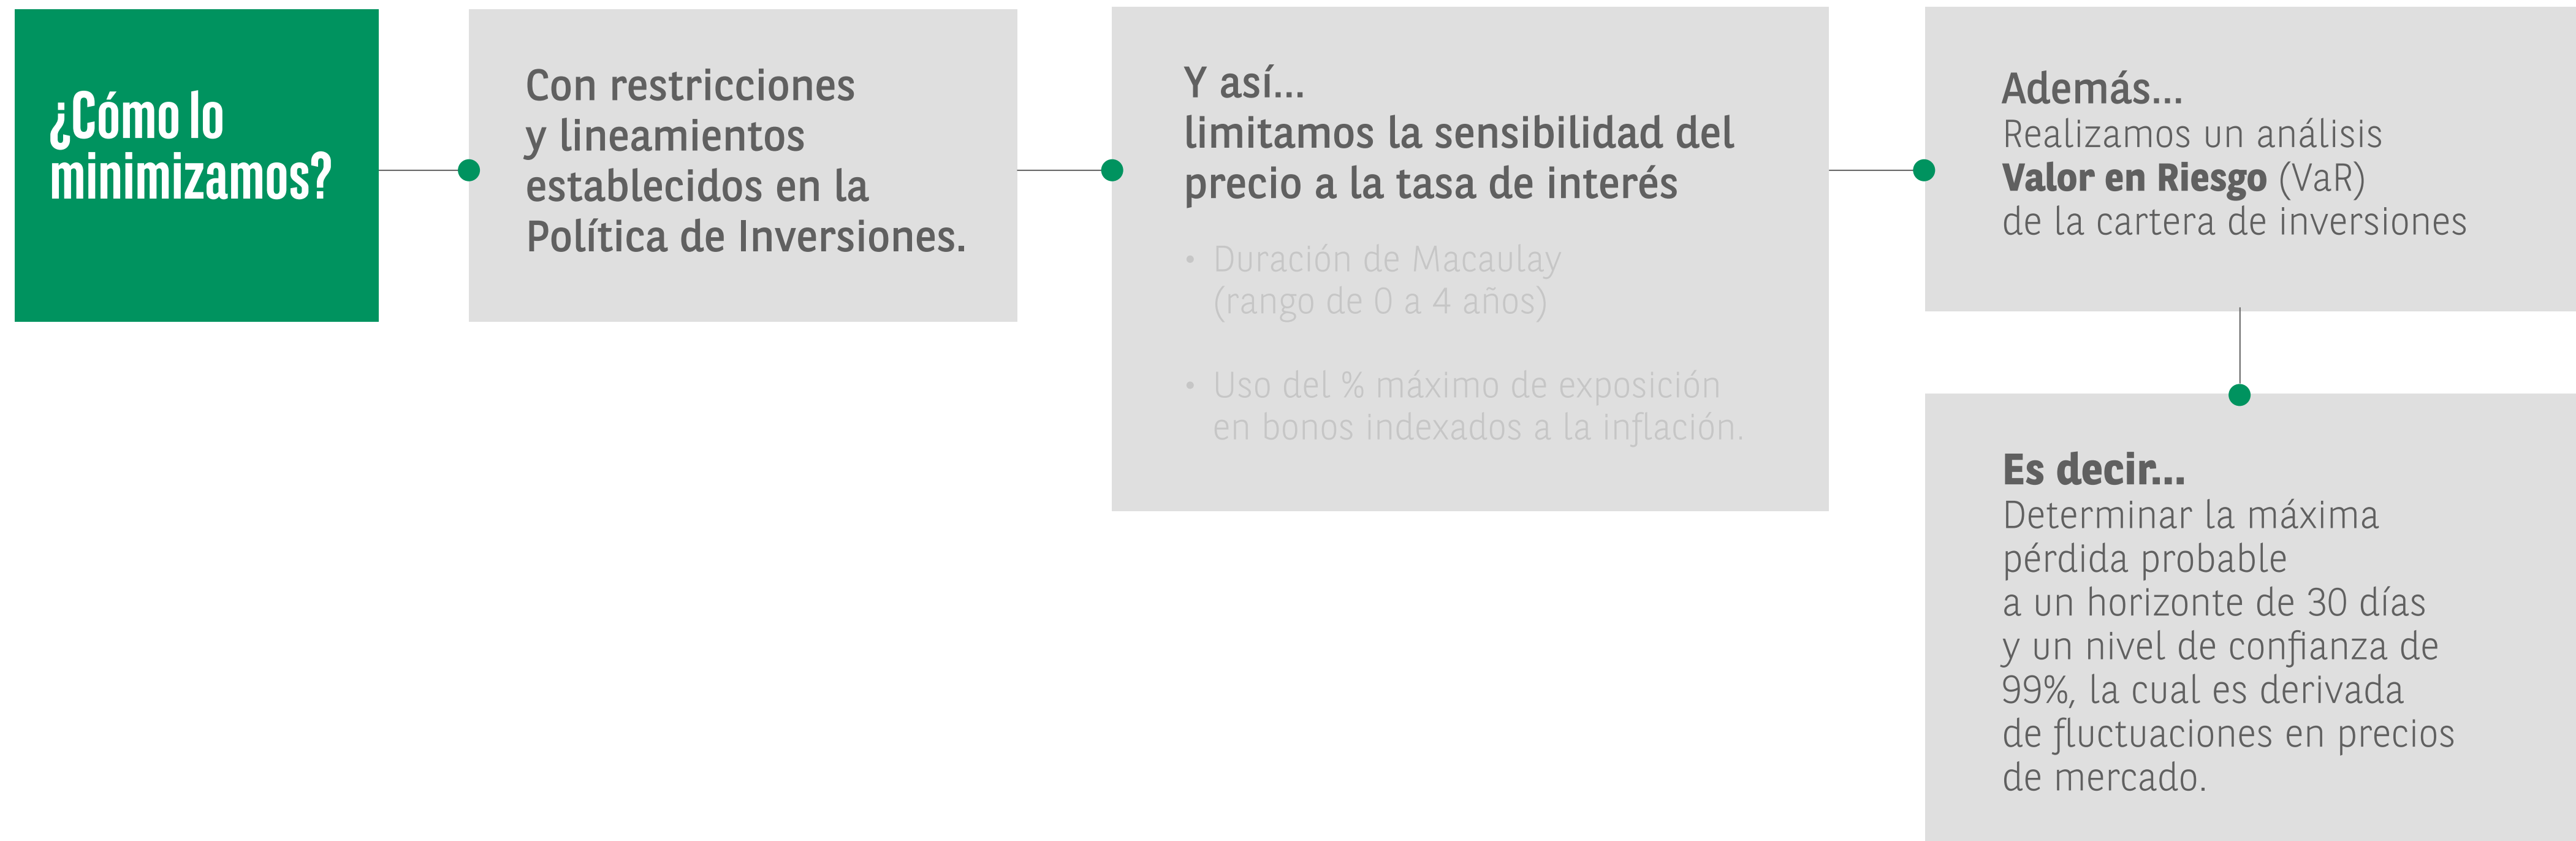 ¿Cómo lo
minimizamos?
Con restricciones
y lineamientos
establecidos en la
Política de Inversiones.
Y así...
limitamos la sensibilidad del
precio a la tasa de interés
• Duración de Macaulay
(rango de 0 a 4 años)
• Uso del % máximo de exposición
en bonos indexados a la inflación.
Además...
Realizamos un análisis
Valor en Riesgo (VaR)
de la cartera de inversiones
Es decir...
Determinar la máxima
pérdida probable
a un horizonte de 30 días
y un nivel de confianza de
99%, la cual es derivada
de fluctuaciones en precios
de mercado.